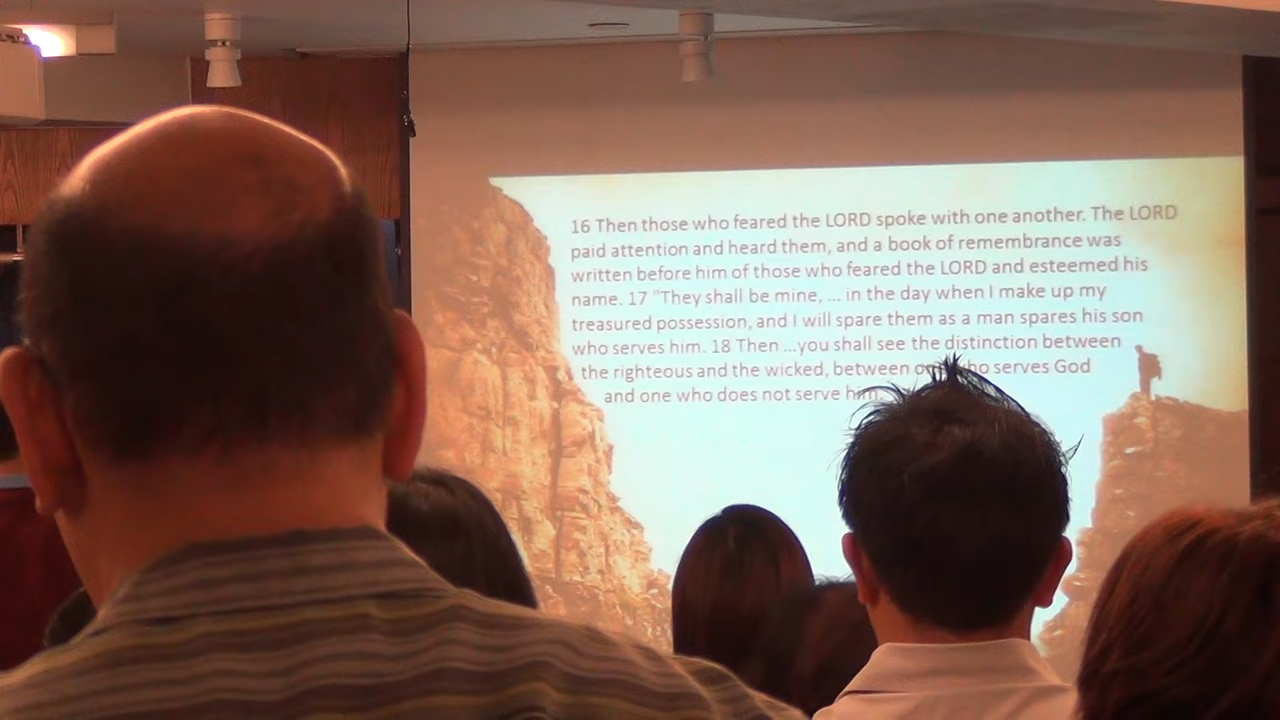 16 Then those who feared the LORD spoke with one another. The LORD
paid attention and heard them, and a book of remembrance was
written before him of those who feared the LORD and esteemed his
name. 17 "They shall be mine, ... in the day when I make up my
treasured possession, and I will spare them as a man spares his son
who serves him. 18 Then ...you shall see the distinction between
the righteous and the wicked, between one who serves God
and one who does not serve him.